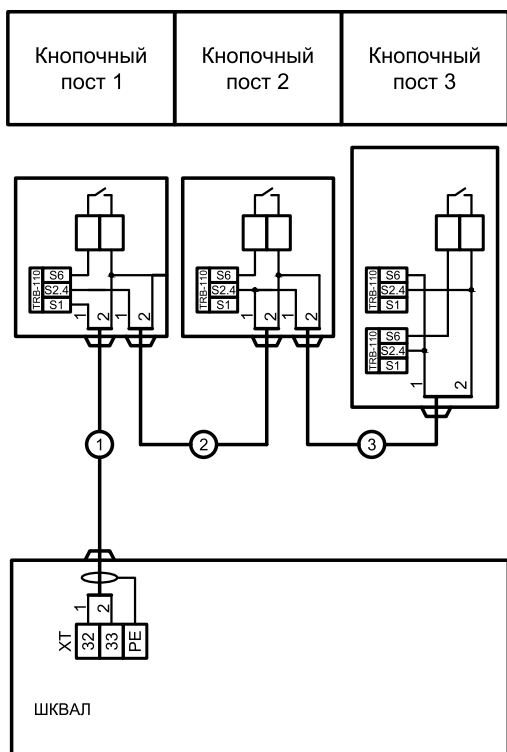 Кнопочный
пост 1
Кнопочный
пост 2
Кнопочный
пост 3
TRB-110
S6
S2.4
S1
1
2
1
2
TRB-110
S6
S2.4
S1
1
2
1
2
TRB-110
S6
S2.4
S1
TRB-110
S6
S2.4
S1
1
2
1
2
3
1
2
XT
32
33
PE
ШКВАЛ